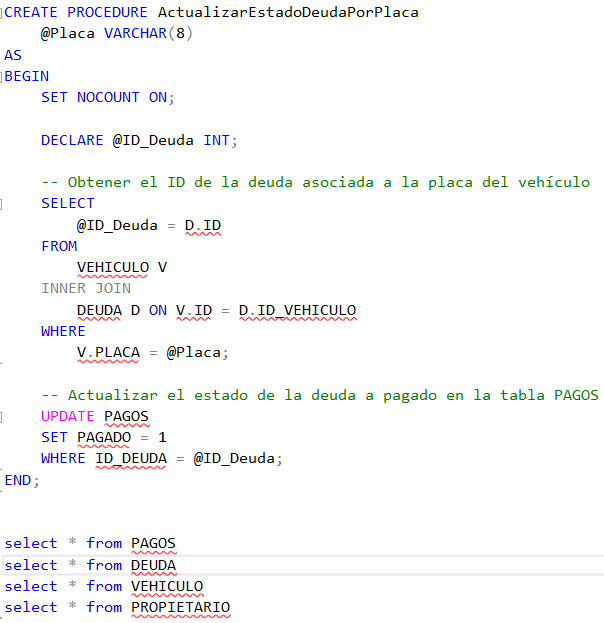 CREATE PROCEDURE ActualizarEstadoDeudaPorPlaca
    @Placa VARCHAR(8)
AS
BEGIN
    SET NOCOUNT ON;
    DECLARE @ID_Deuda INT;
    -- Obtener el ID de la deuda asociada a la placa del vehículo
    SELECT
        @ID_Deuda = D.ID
    FROM
        VEHICULO V
    INNER JOIN
        DEUDA D ON V.ID = D.ID_VEHICULO
    WHERE
        V.PLACA = @Placa;
    -- Actualizar el estado de la deuda a pagado en la tabla PAGOS
    UPDATE PAGOS
    SET PAGADO = 1
    WHERE ID_DEUDA = @ID_Deuda;
END;
select * from PAGOS
select * from DEUDA
select * from VEHICULO
select * from PROPIETARIO